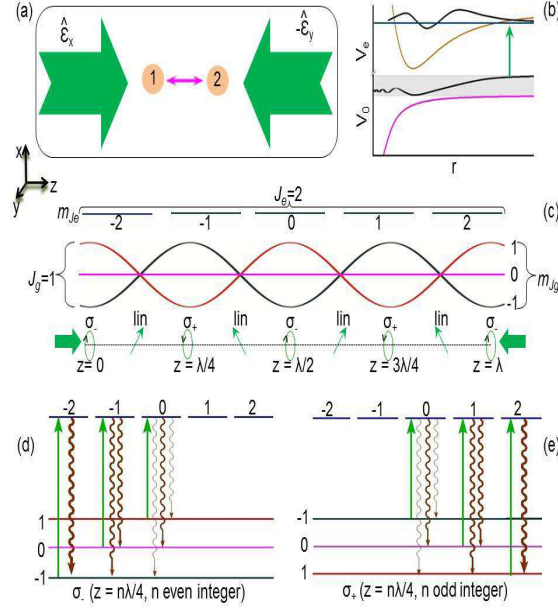 (a)
ε̂x
-ε̂y
1
2
x
z
y
(b)
Ve
V0
r
(c)
Je=2
mJe
-2
-1
0
1
2
Jg=1
1
0
-1
mJg
σ-
lin
σ+
lin
σ-
lin
σ+
lin
σ-
z= 0
z = λ/4
z = λ/2
z= 3λ/4
z= λ
-2
-1
0
1
2
(d)
1
0
-1
σ- (z = nλ/4, n even integer)
-2
-1
0
1
2
(e)
-1
0
1
σ+ (z = nλ/4, n odd integer)